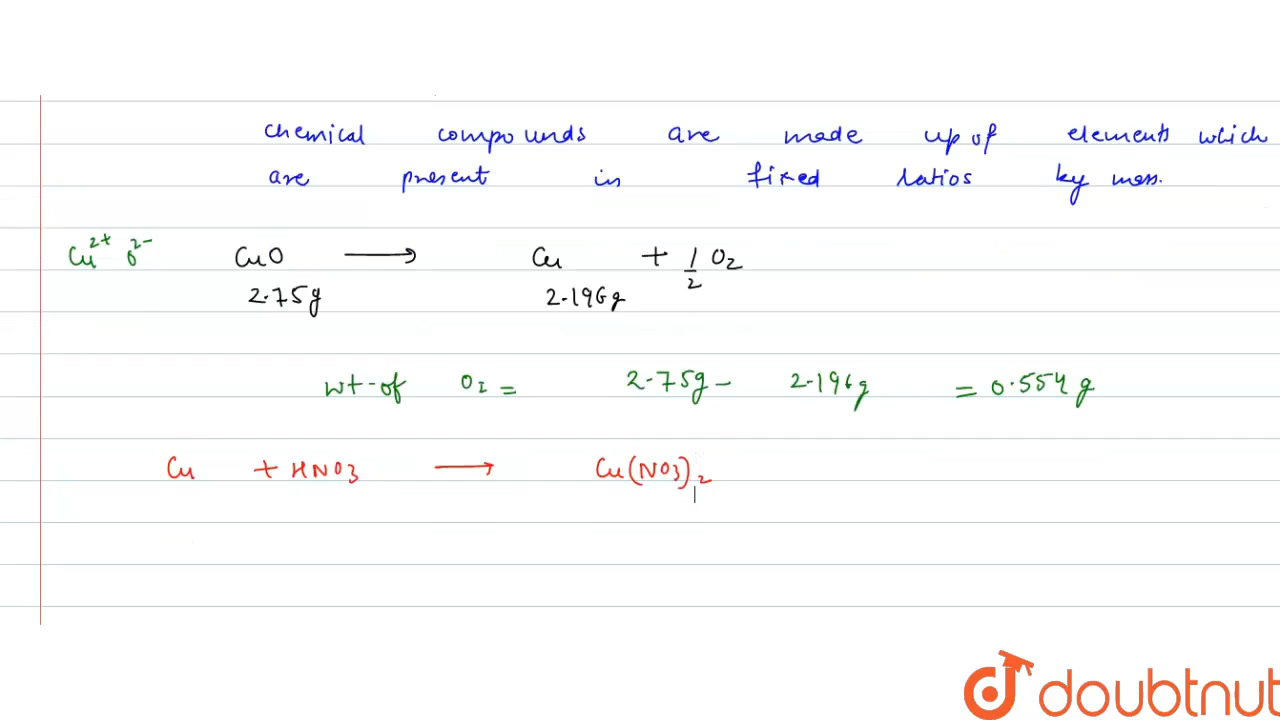 chemical compounds are made up of elements which
are present in fixed ratios by mass.
Cu²⁺ O²⁻ CuO ⟶ Cu + 1/2 O₂
2.75g 2.196g
wt-of O₂ = 2.75g - 2.196g = 0.554g
Cu + HNO₃ ⟶ Cu(NO₃)₂
doubtnut